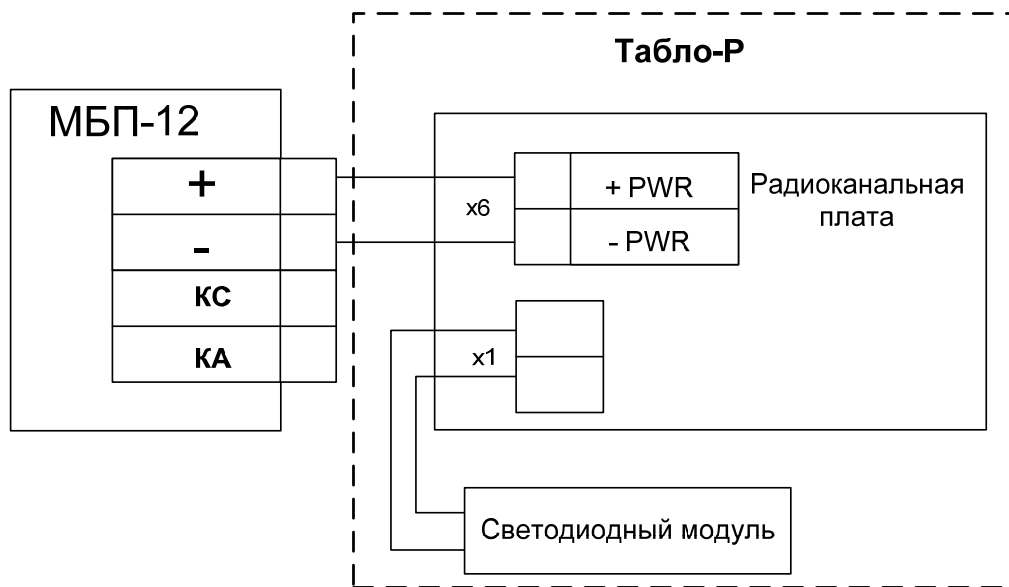 Табло-Р
МБП-12
+
-
КС
КА
x6
+ PWR
- PWR
Радиоканальная
плата
x1
Светодиодный модуль